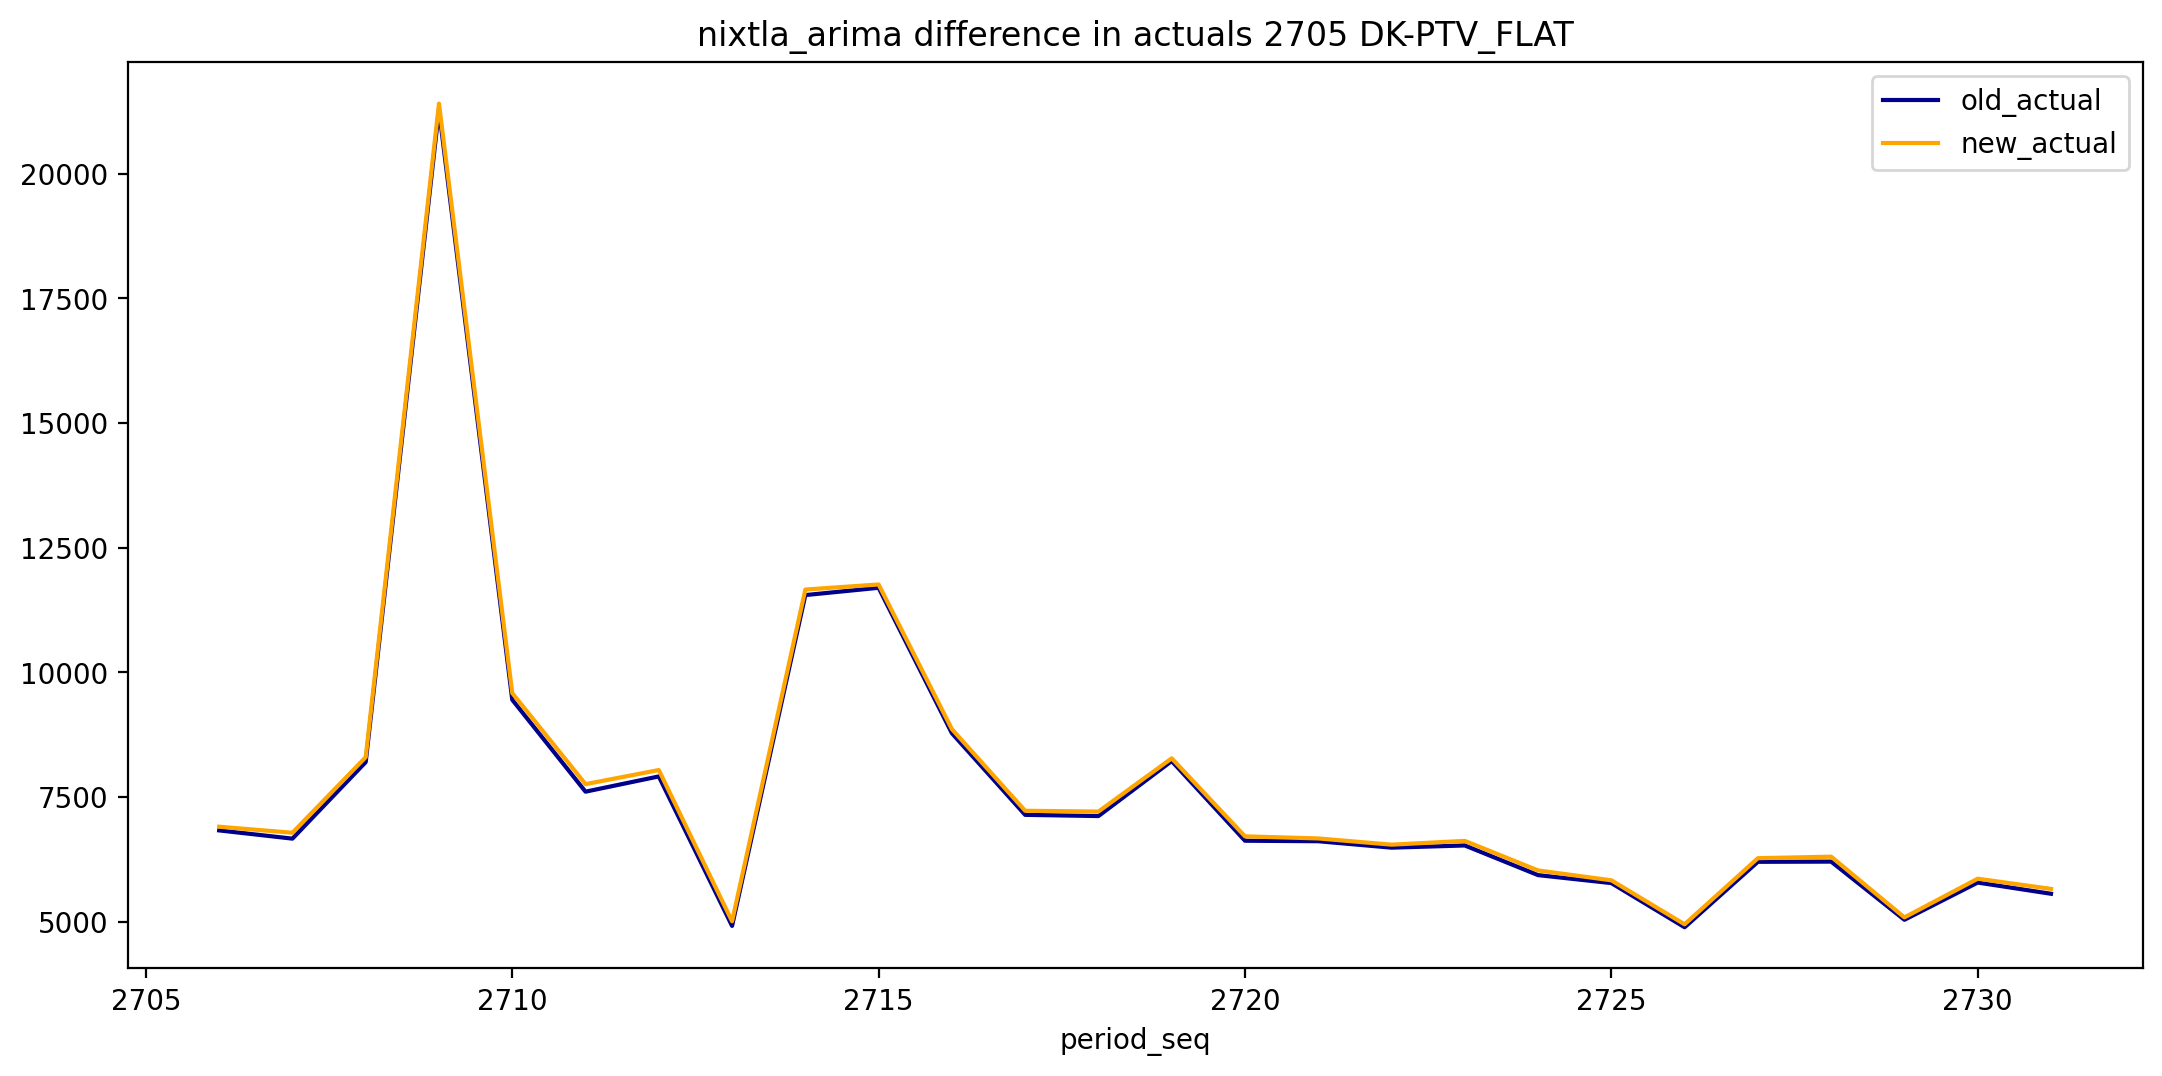 nixtla_arima difference in actuals 2705 DK-PTV_FLAT
old_actual
new_actual
20000
17500
15000
12500
10000
7500
5000
2705 2710 2715 2720 2725 2730
period_seq